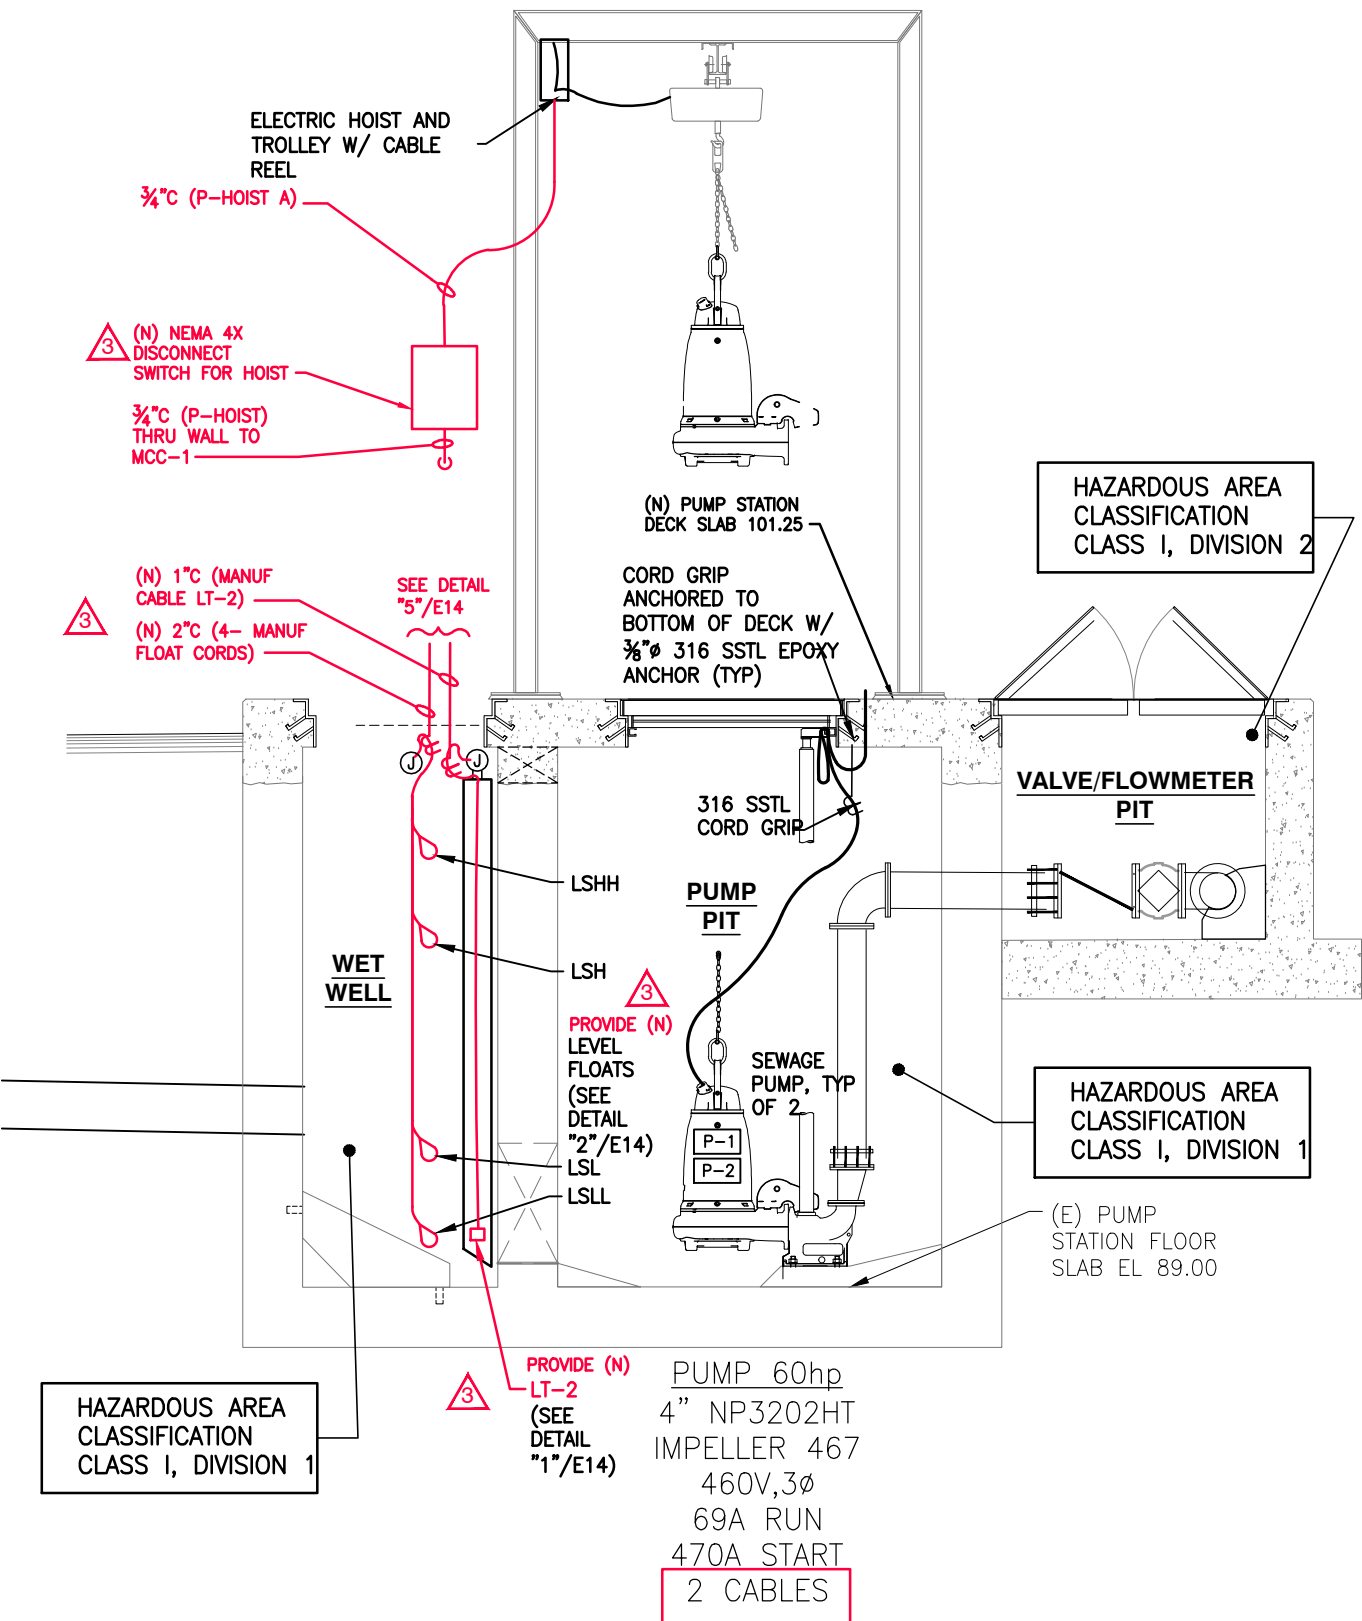 ELECTRIC HOIST AND
TROLLEY W/ CABLE
REEL
¾"C (P-HOIST A)
3
(N) NEMA 4X
DISCONNECT
SWITCH FOR HOIST
¾"C (P-HOIST)
THRU WALL TO
MCC-1
(N) PUMP STATION
DECK SLAB 101.25
HAZARDOUS AREA
CLASSIFICATION
CLASS I, DIVISION 2
3
(N) 1"C (MANUF
CABLE LT-2)
(N) 2"C (4- MANUF
FLOAT CORDS)
SEE DETAIL
"5"/E14
CORD GRIP
ANCHORED TO
BOTTOM OF DECK W/
⅜"ø 316 SSTL EPOXY
ANCHOR (TYP)
J
J
316 SSTL
CORD GRIP
VALVE/FLOWMETER
PIT
LSHH
PUMP
PIT
LSH
WET
WELL
3
PROVIDE (N)
LEVEL
FLOATS
(SEE
DETAIL
"2"/E14)
LSL
LSLL
SEWAGE
PUMP, TYP
OF 2
P-1
P-2
HAZARDOUS AREA
CLASSIFICATION
CLASS I, DIVISION 1
(E) PUMP
STATION FLOOR
SLAB EL 89.00
HAZARDOUS AREA
CLASSIFICATION
CLASS I, DIVISION 1
3
PROVIDE (N)
LT-2
(SEE
DETAIL
"1"/E14)
PUMP 60hp
4" NP3202HT
IMPELLER 467
460V,3ø
69A RUN
470A START
2 CABLES